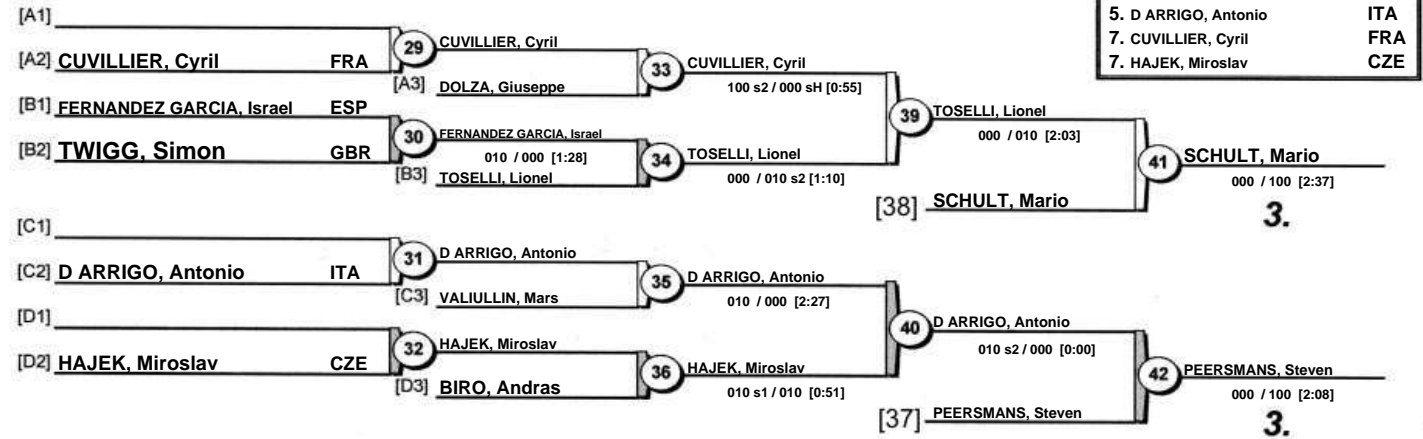 5. D ARRIGO, Antonio ITA
7. CUVILLIER, Cyril FRA
7. HAJEK, Miroslav CZE
[A1]
[A2] CUVILLIER, Cyril FRA
29 CUVILLIER, Cyril
[A3] DOLZA, Giuseppe
33 CUVILLIER, Cyril
100 s2 / 000 sH [0:55]
[B1] FERNANDEZ GARCIA, Israel ESP
[B2] TWIGG, Simon GBR
30 FERNANDEZ GARCIA, Israel
010 / 000 [1:28]
[B3] TOSELLI, Lionel
34 TOSELLI, Lionel
000 / 010 s2 [1:10]
39 TOSELLI, Lionel
000 / 010 [2:03]
[38] SCHULT, Mario
41 SCHULT, Mario
000 / 100 [2:37]
3.
[C1]
[C2] D ARRIGO, Antonio ITA
31 D ARRIGO, Antonio
[C3] VALIULLIN, Mars
35 D ARRIGO, Antonio
010 / 000 [2:27]
[D1]
[D2] HAJEK, Miroslav CZE
32 HAJEK, Miroslav
[D3] BIRO, Andras
36 HAJEK, Miroslav
010 s1 / 010 [0:51]
40 D ARRIGO, Antonio
010 s2 / 000 [0:00]
[37] PEERSMANS, Steven
42 PEERSMANS, Steven
000 / 100 [2:08]
3.